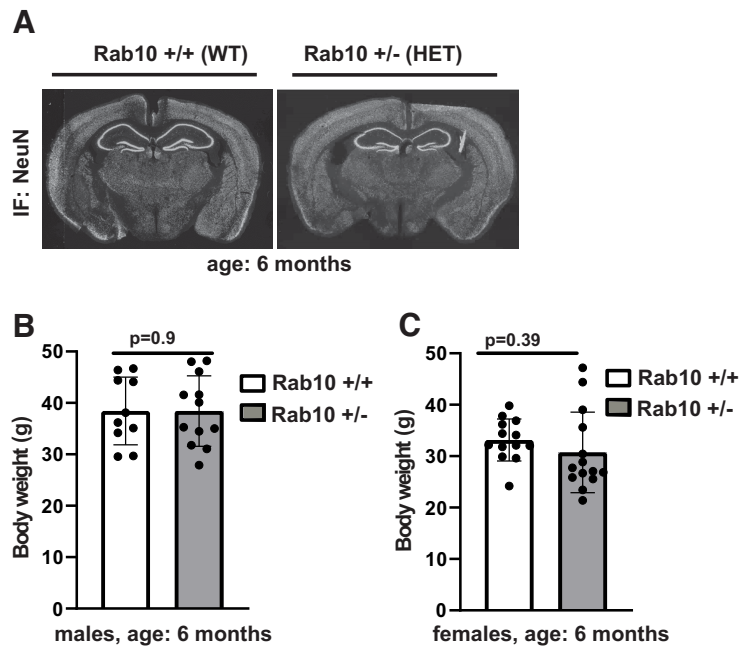 A
Rab10 +/+ (WT)
Rab10 +/- (HET)
IF: NeuN
age: 6 months
B
p=0.9
50
40
30
20
10
0
Body weight (g)
Rab10 +/+
Rab10 +/-
males, age: 6 months
C
p=0.39
50
40
30
20
10
0
Body weight (g)
Rab10 +/+
Rab10 +/-
females, age: 6 months